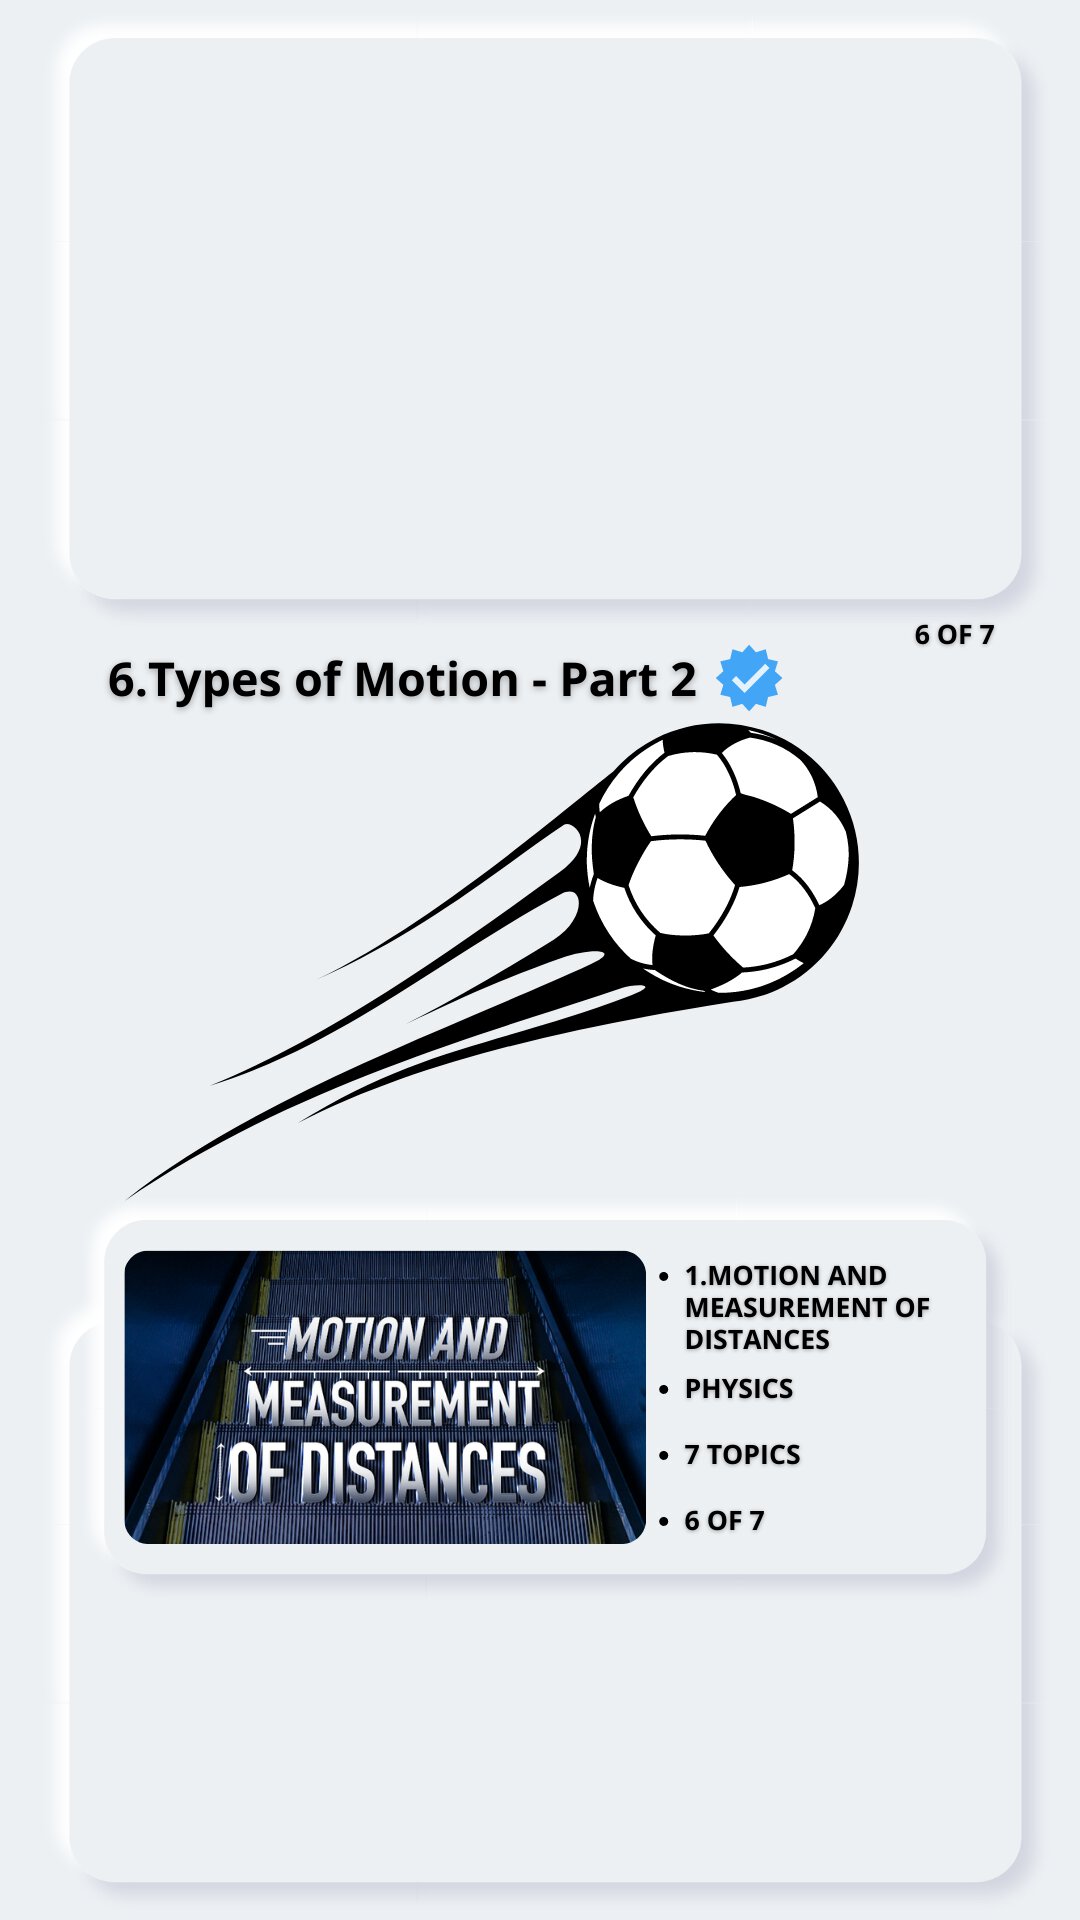 6 OF 7
6.Types of Motion - Part 2
MOTION AND
MEASUREMENT
OF DISTANCES
• 1.MOTION AND
MEASUREMENT OF
DISTANCES
• PHYSICS
• 7 TOPICS
• 6 OF 7